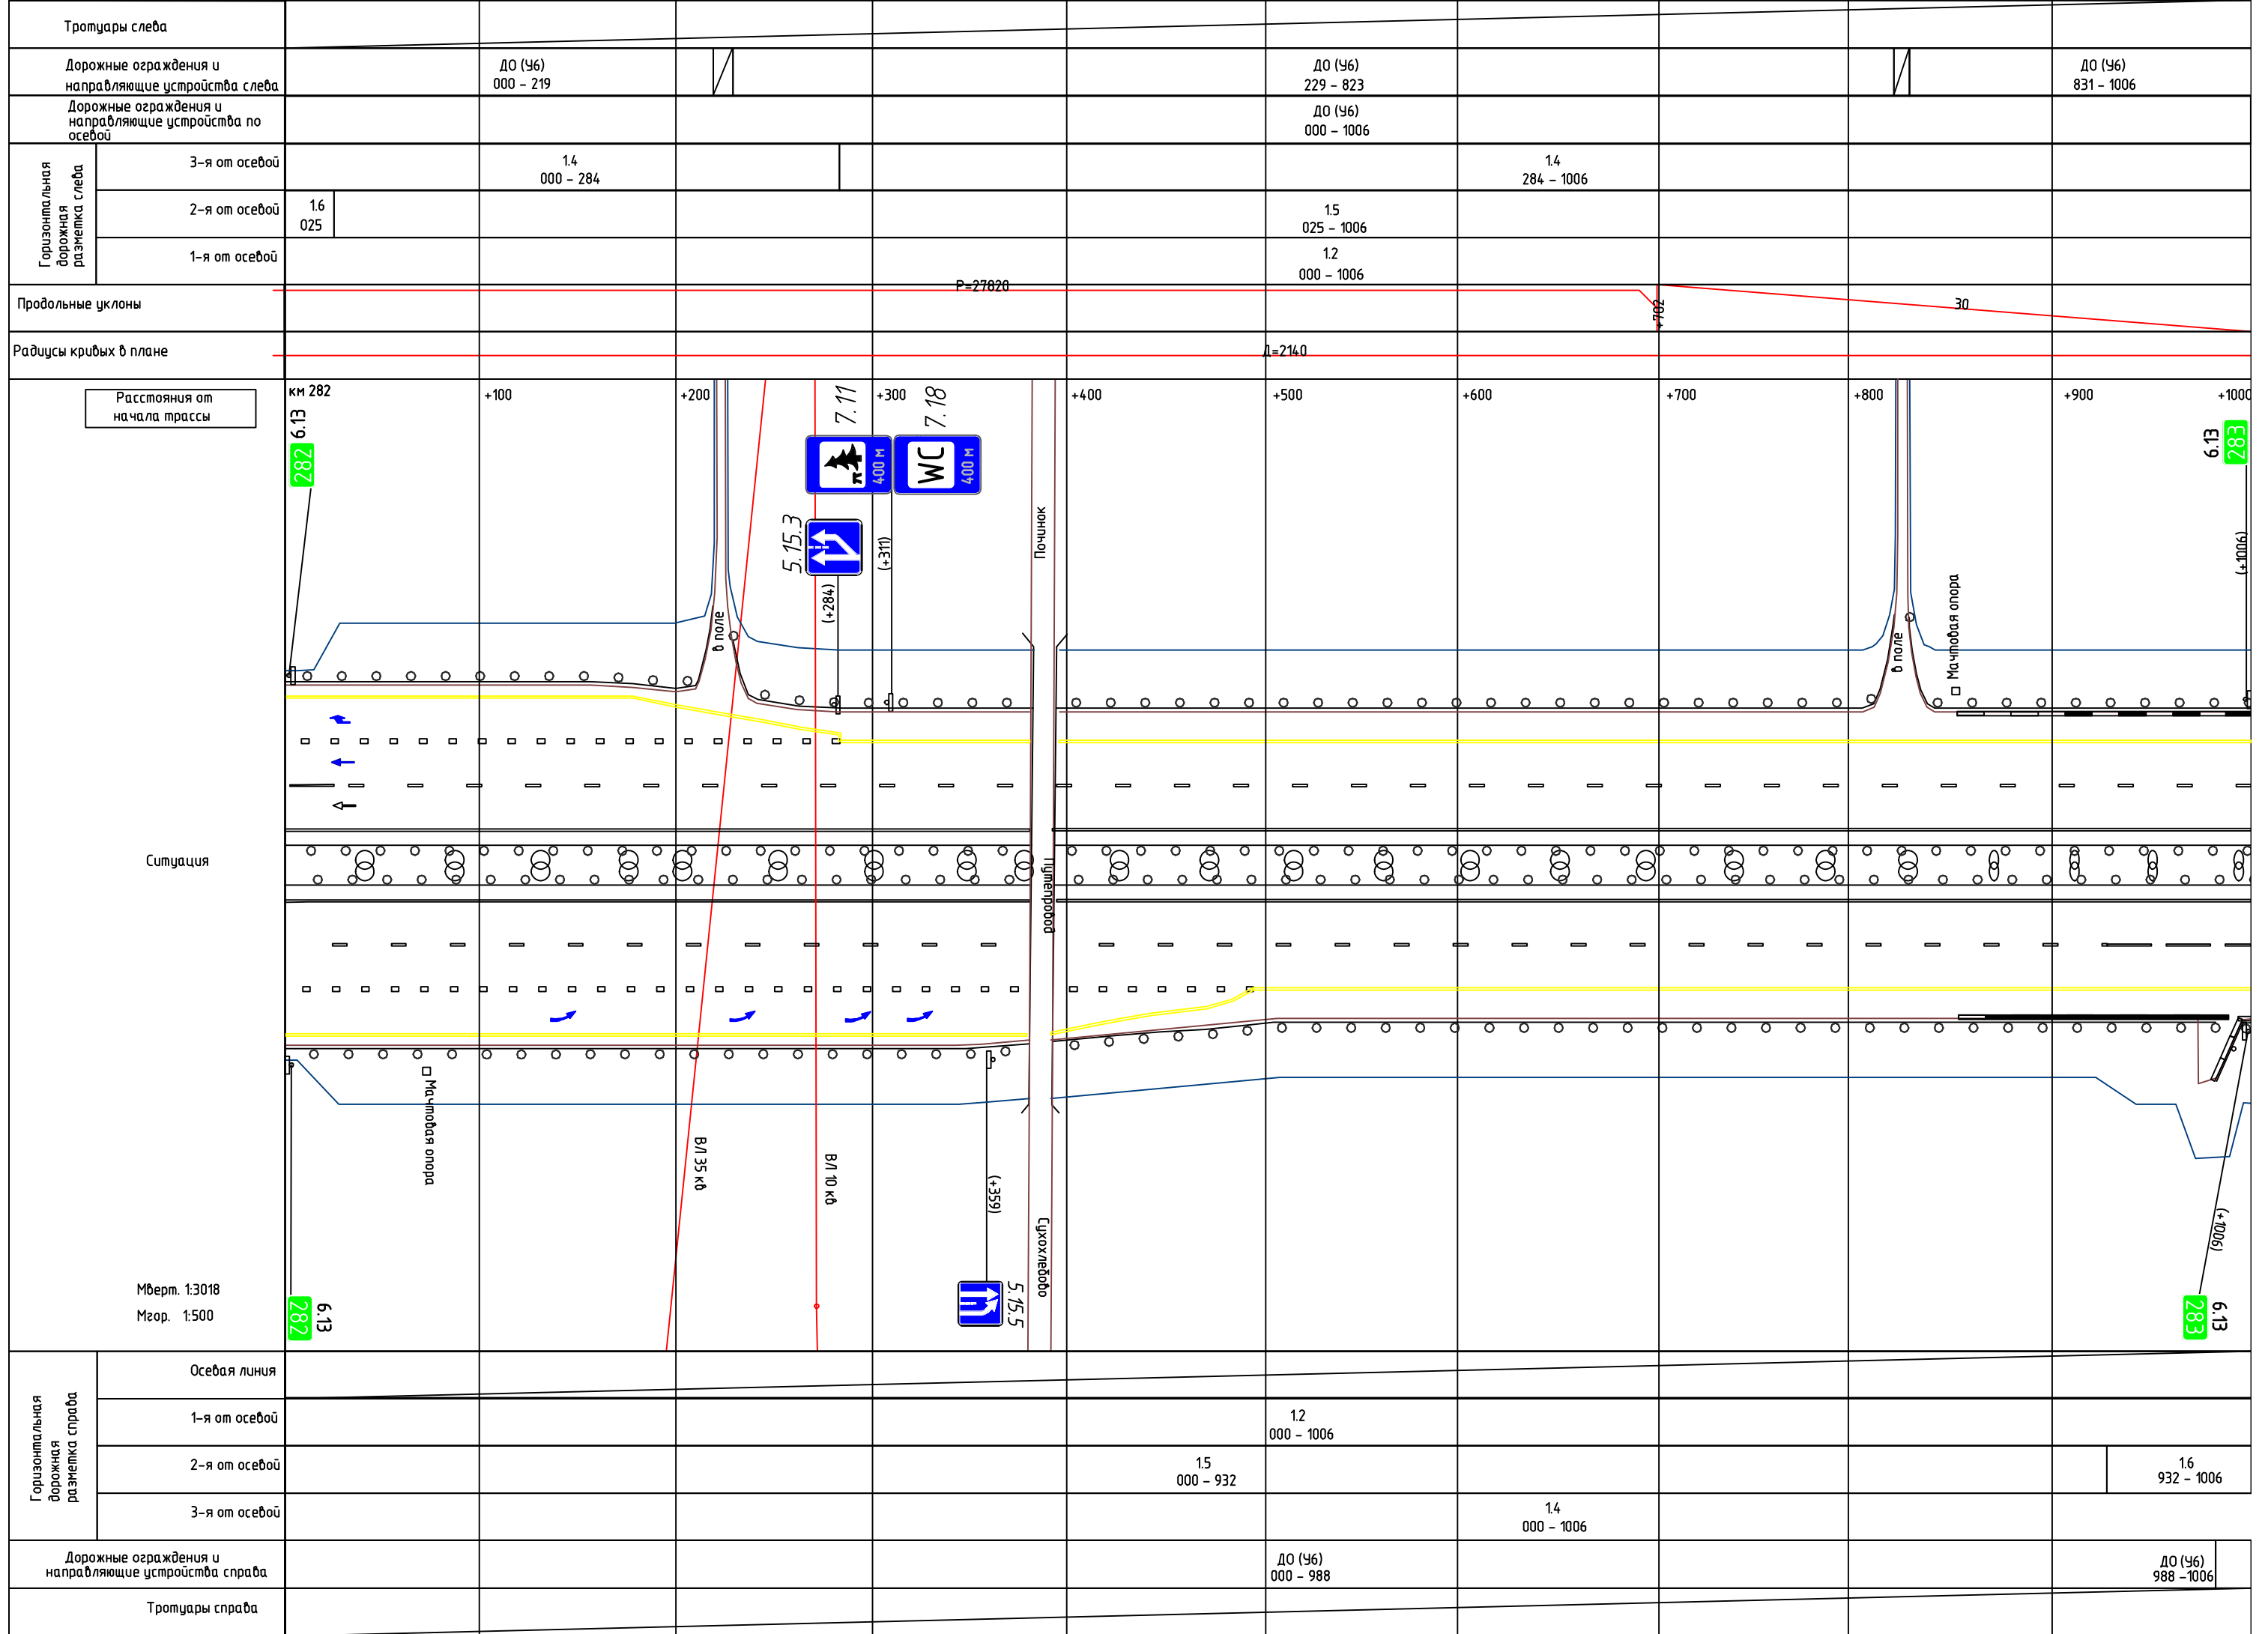 Тротуары слева
Дорожные ограждения и
направляющие устройства слева
ДО (У6)
000 - 219
ДО (У6)
229 - 823
ДО (У6)
831 - 1006
Дорожные ограждения и
направляющие устройства по
осевой
ДО (У6)
000 - 1006
Горизонтальная
дорожная
разметка слева
3-я от осевой
1.4
000 - 284
1.4
284 - 1006
2-я от осевой
1.6
025
1.5
025 - 1006
1-я от осевой
1.2
000 - 1006
Продольные уклоны
Р=27820
+702
30
Радиусы кривых в плане
Д=2140
Расстояния от
начала трассы
км 282
+100
+200
+300
+400
+500
+600
+700
+800
+900
+1000
6.13
282
7.11
400 м
7.18
WC
400 м
5.15.3
(+284)
(+311)
Починок
6.13
283
(+1006)
в поле
в поле
Мачтовая опора
Ситуация
Путепровод
Мачтовая опора
ВЛ 35 кв
ВЛ 10 кв
(+359)
Сухохлебово
5.15.5
(+1006)
Мверт. 1:3018
Мгор. 1:500
282
6.13
283
6.13
Горизонтальная
дорожная
разметка справа
Осевая линия
1-я от осевой
1.2
000 - 1006
2-я от осевой
1.5
000 - 932
1.6
932 - 1006
3-я от осевой
1.4
000 - 1006
Дорожные ограждения и
направляющие устройства справа
ДО (У6)
000 - 988
ДО (У6)
988 -1006
Тротуары справа